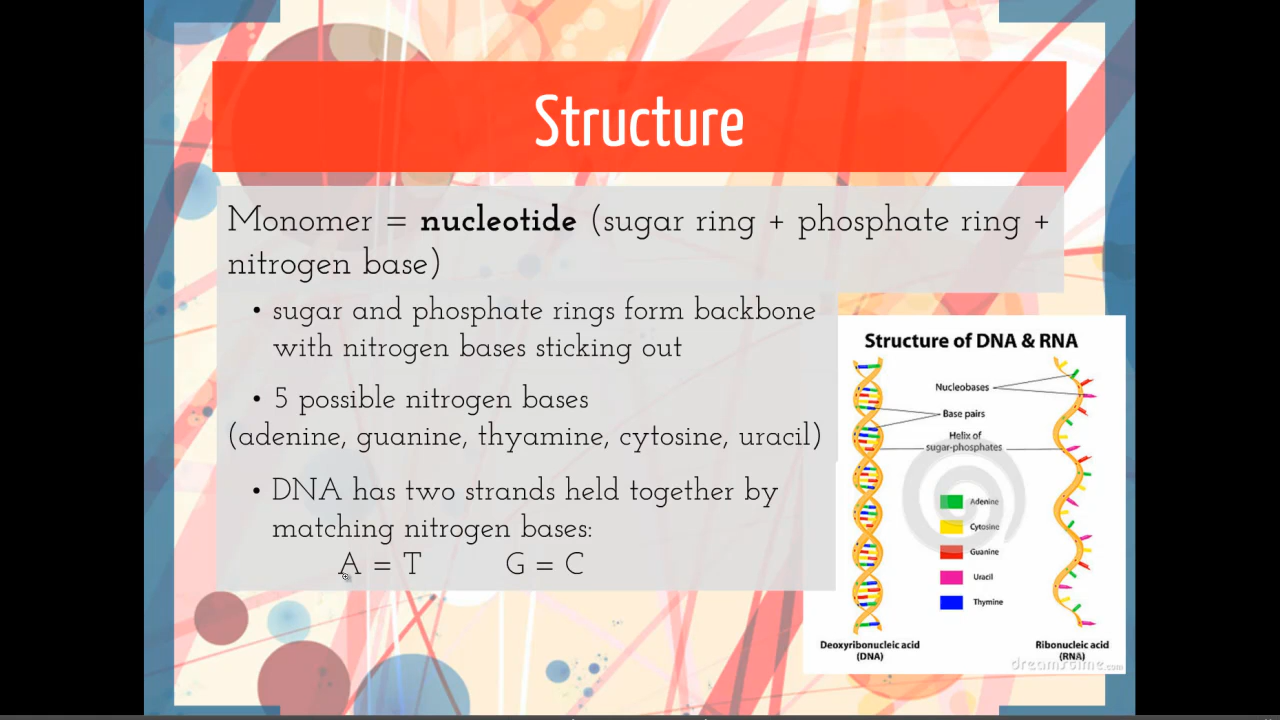 Structure
Monomer = nucleotide (sugar ring + phosphate ring +
nitrogen base)
• sugar and phosphate rings form backbone
with nitrogen bases sticking out
• 5 possible nitrogen bases
(adenine, guanine, thyamine, cytosine, uracil)
• DNA has two strands held together by
matching nitrogen bases:
A = T G = C
Structure of DNA & RNA
Nucleobases
Base pairs
Helix of
sugar-phosphates
Adenine
Cytosine
Guanine
Uracil
Thymine
Deoxyribonucleic acid
(DNA)
Ribonucleic acid
(RNA)
dreamstime.com